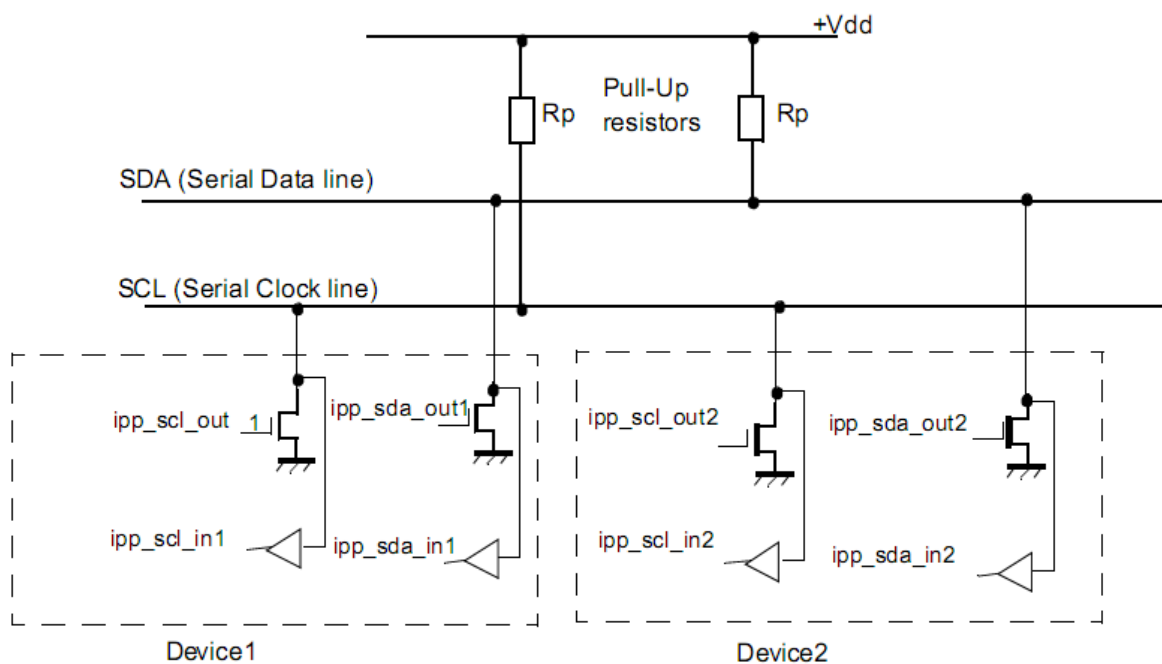 +Vdd
Pull-Up
resistors
Rp
Rp
SDA (Serial Data line)
SCL (Serial Clock line)
ipp_scl_out 1
ipp_sda_out1
ipp_scl_out2
ipp_sda_out2
ipp_scl_in1
ipp_sda_in1
ipp_scl_in2
ipp_sda_in2
Device1
Device2